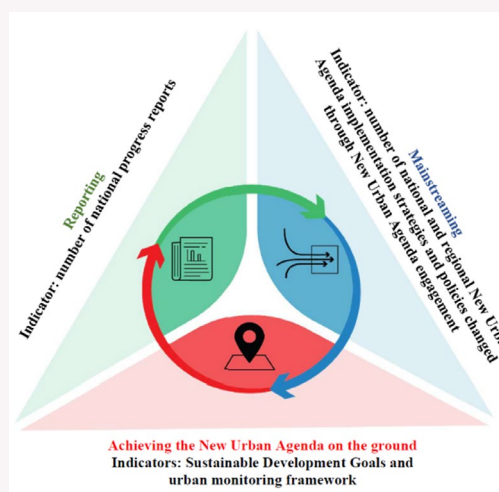 Reporting
Indicator: number of national progress reports
Mainstreaming
Indicator: number of national and regional New Urb
Agenda implementation strategies and policies changed
through New Urban Agenda engagement
Achieving the New Urban Agenda on the ground
Indicators: Sustainable Development Goals and
urban monitoring framework